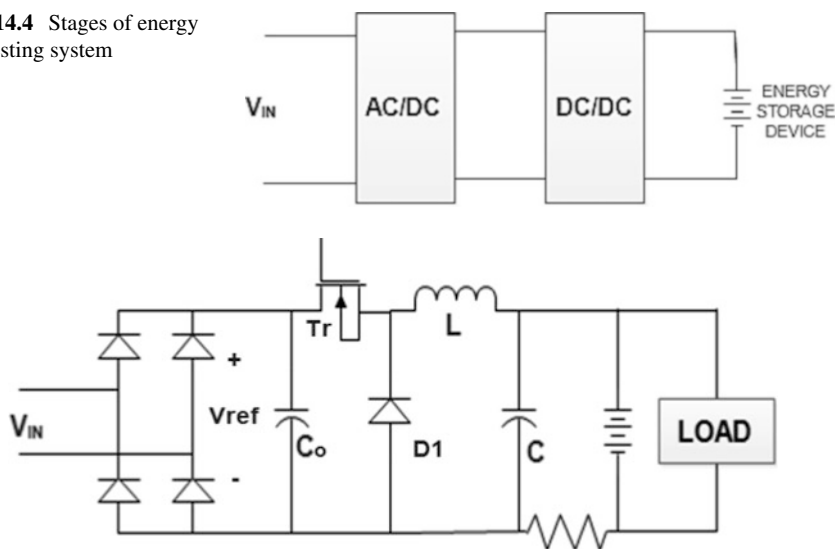 14.4 Stages of energy
sting system
VIN
AC/DC
DC/DC
ENERGY
STORAGE
DEVICE
Tr
L
+
VIN
Vref
Co
D1
C
LOAD
-